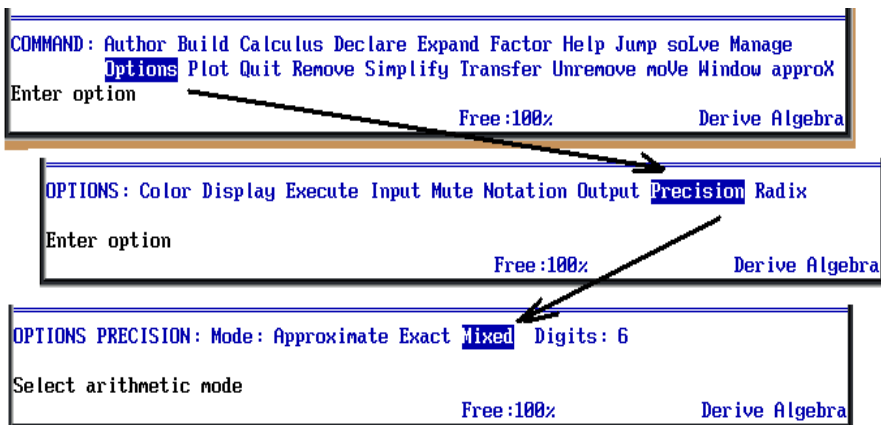 COMMAND: Author Build Calculus Declare Expand Factor Help Jump soLve Manage
Options Plot Quit Remove Simplify Transfer Unremove moVe Window approX
Enter option
Free:100% Derive Algebra
OPTIONS: Color Display Execute Input Mute Notation Output Precision Radix
Enter option
Free:100% Derive Algebra
OPTIONS PRECISION: Mode: Approximate Exact Mixed Digits: 6
Select arithmetic mode
Free:100% Derive Algebra